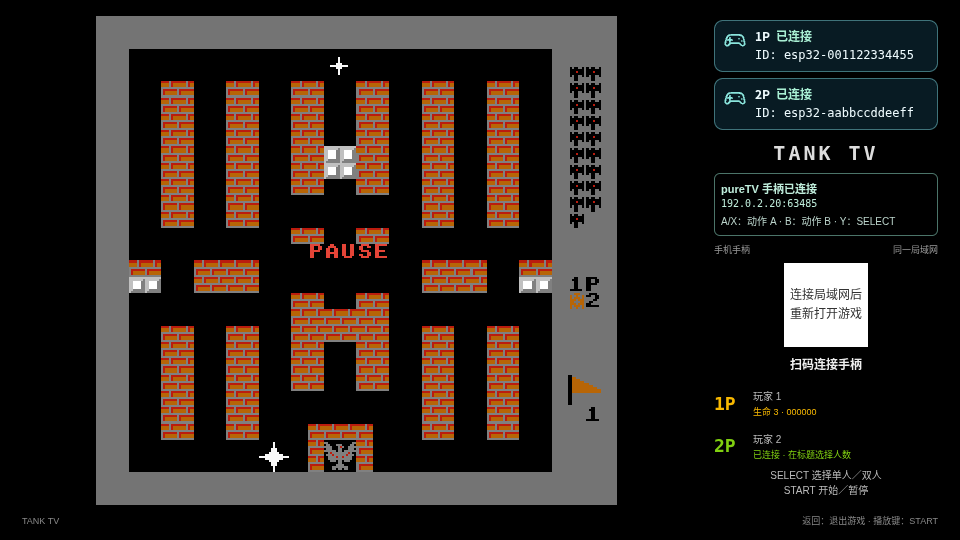 PAUSE
1P
2
1
1P 已连接
ID: esp32-001122334455
2P 已连接
ID: esp32-aabbccddeeff
TANK TV
pureTV 手柄已连接
192.0.2.20:63485
A/X：动作 A · B：动作 B · Y：SELECT
手机手柄
同一局域网
连接局域网后
重新打开游戏
扫码连接手柄
1P
玩家 1
生命 3 · 000000
2P
玩家 2
已连接 · 在标题选择人数
SELECT 选择单人／双人
START 开始／暂停
TANK TV
返回：退出游戏 · 播放键：START